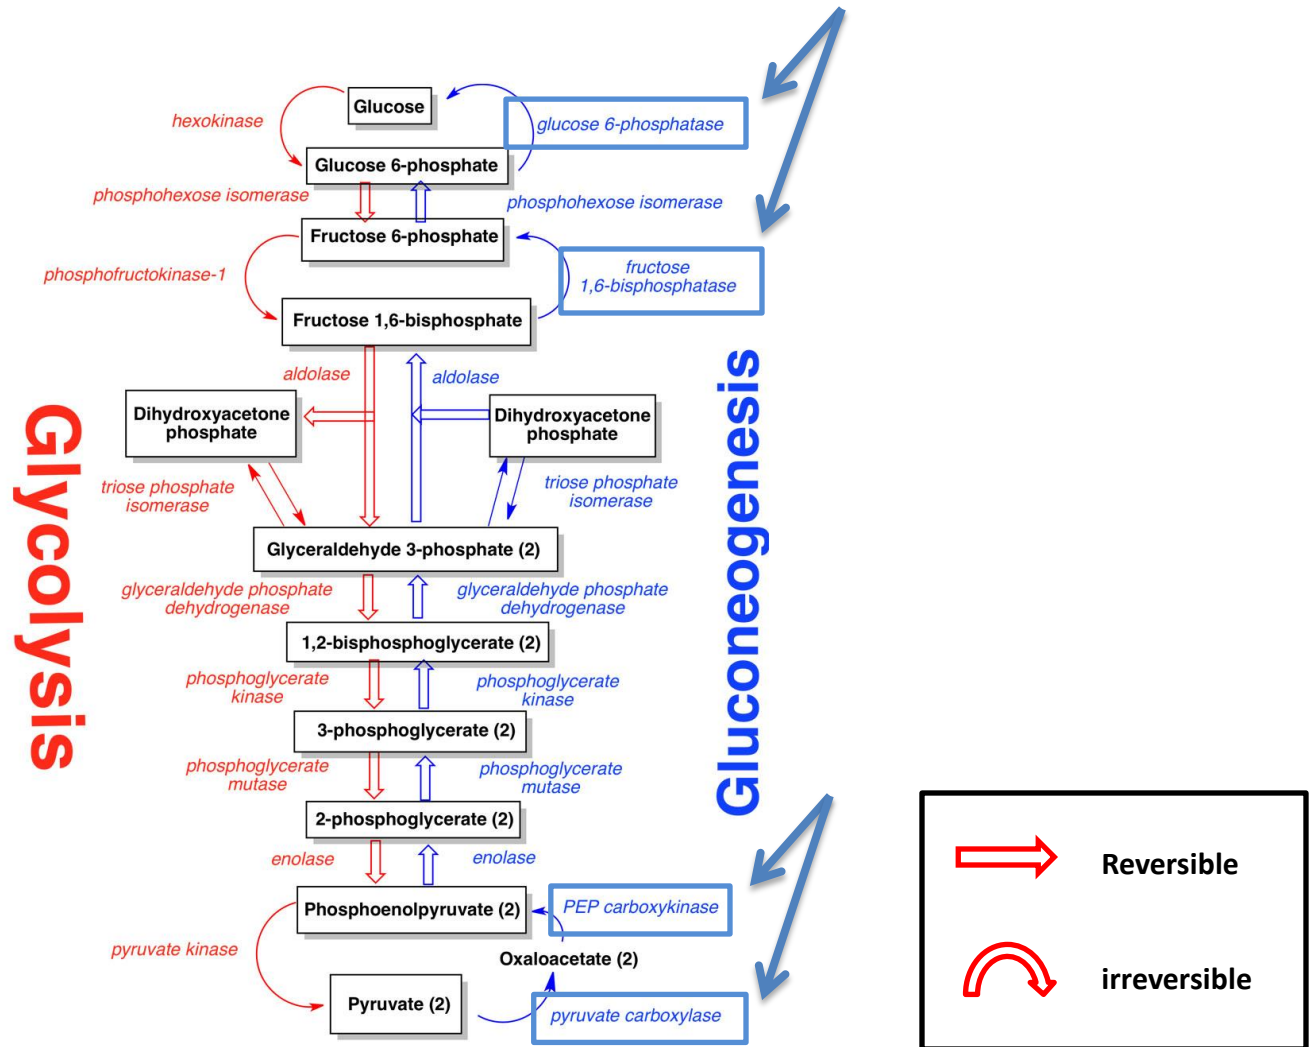 Glucose
hexokinase
glucose 6-phosphatase
Glucose 6-phosphate
phosphohexose isomerase
phosphohexose isomerase
Fructose 6-phosphate
phosphofructokinase-1
fructose
1,6-bisphosphatase
Fructose 1,6-bisphosphate
aldolase
aldolase
Dihydroxyacetone
phosphate
Dihydroxyacetone
phosphate
triose phosphate
isomerase
triose phosphate
isomerase
Glyceraldehyde 3-phosphate (2)
glyceraldehyde phosphate
dehydrogenase
glyceraldehyde phosphate
dehydrogenase
1,2-bisphosphoglycerate (2)
phosphoglycerate
kinase
phosphoglycerate
kinase
3-phosphoglycerate (2)
phosphoglycerate
mutase
phosphoglycerate
mutase
2-phosphoglycerate (2)
enolase
enolase
Phosphoenolpyruvate (2)
PEP carboxykinase
pyruvate kinase
Oxaloacetate (2)
Pyruvate (2)
pyruvate carboxylase
Glycolysis
Gluconeogenesis
Reversible
irreversible